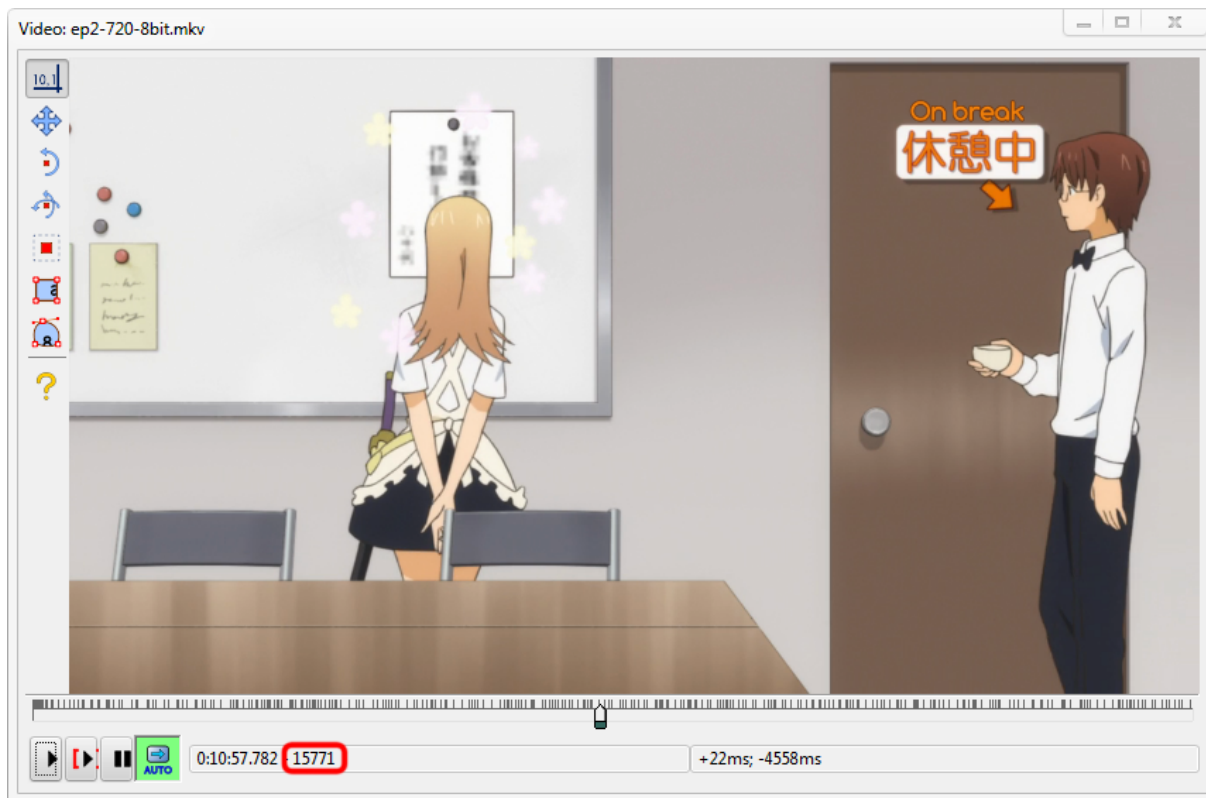 Video: ep2-720-8bit.mkv
10,1
On break
休憩中
a
8
?
AUTO
0:10:57.782 - 15771
+22ms; -4558ms